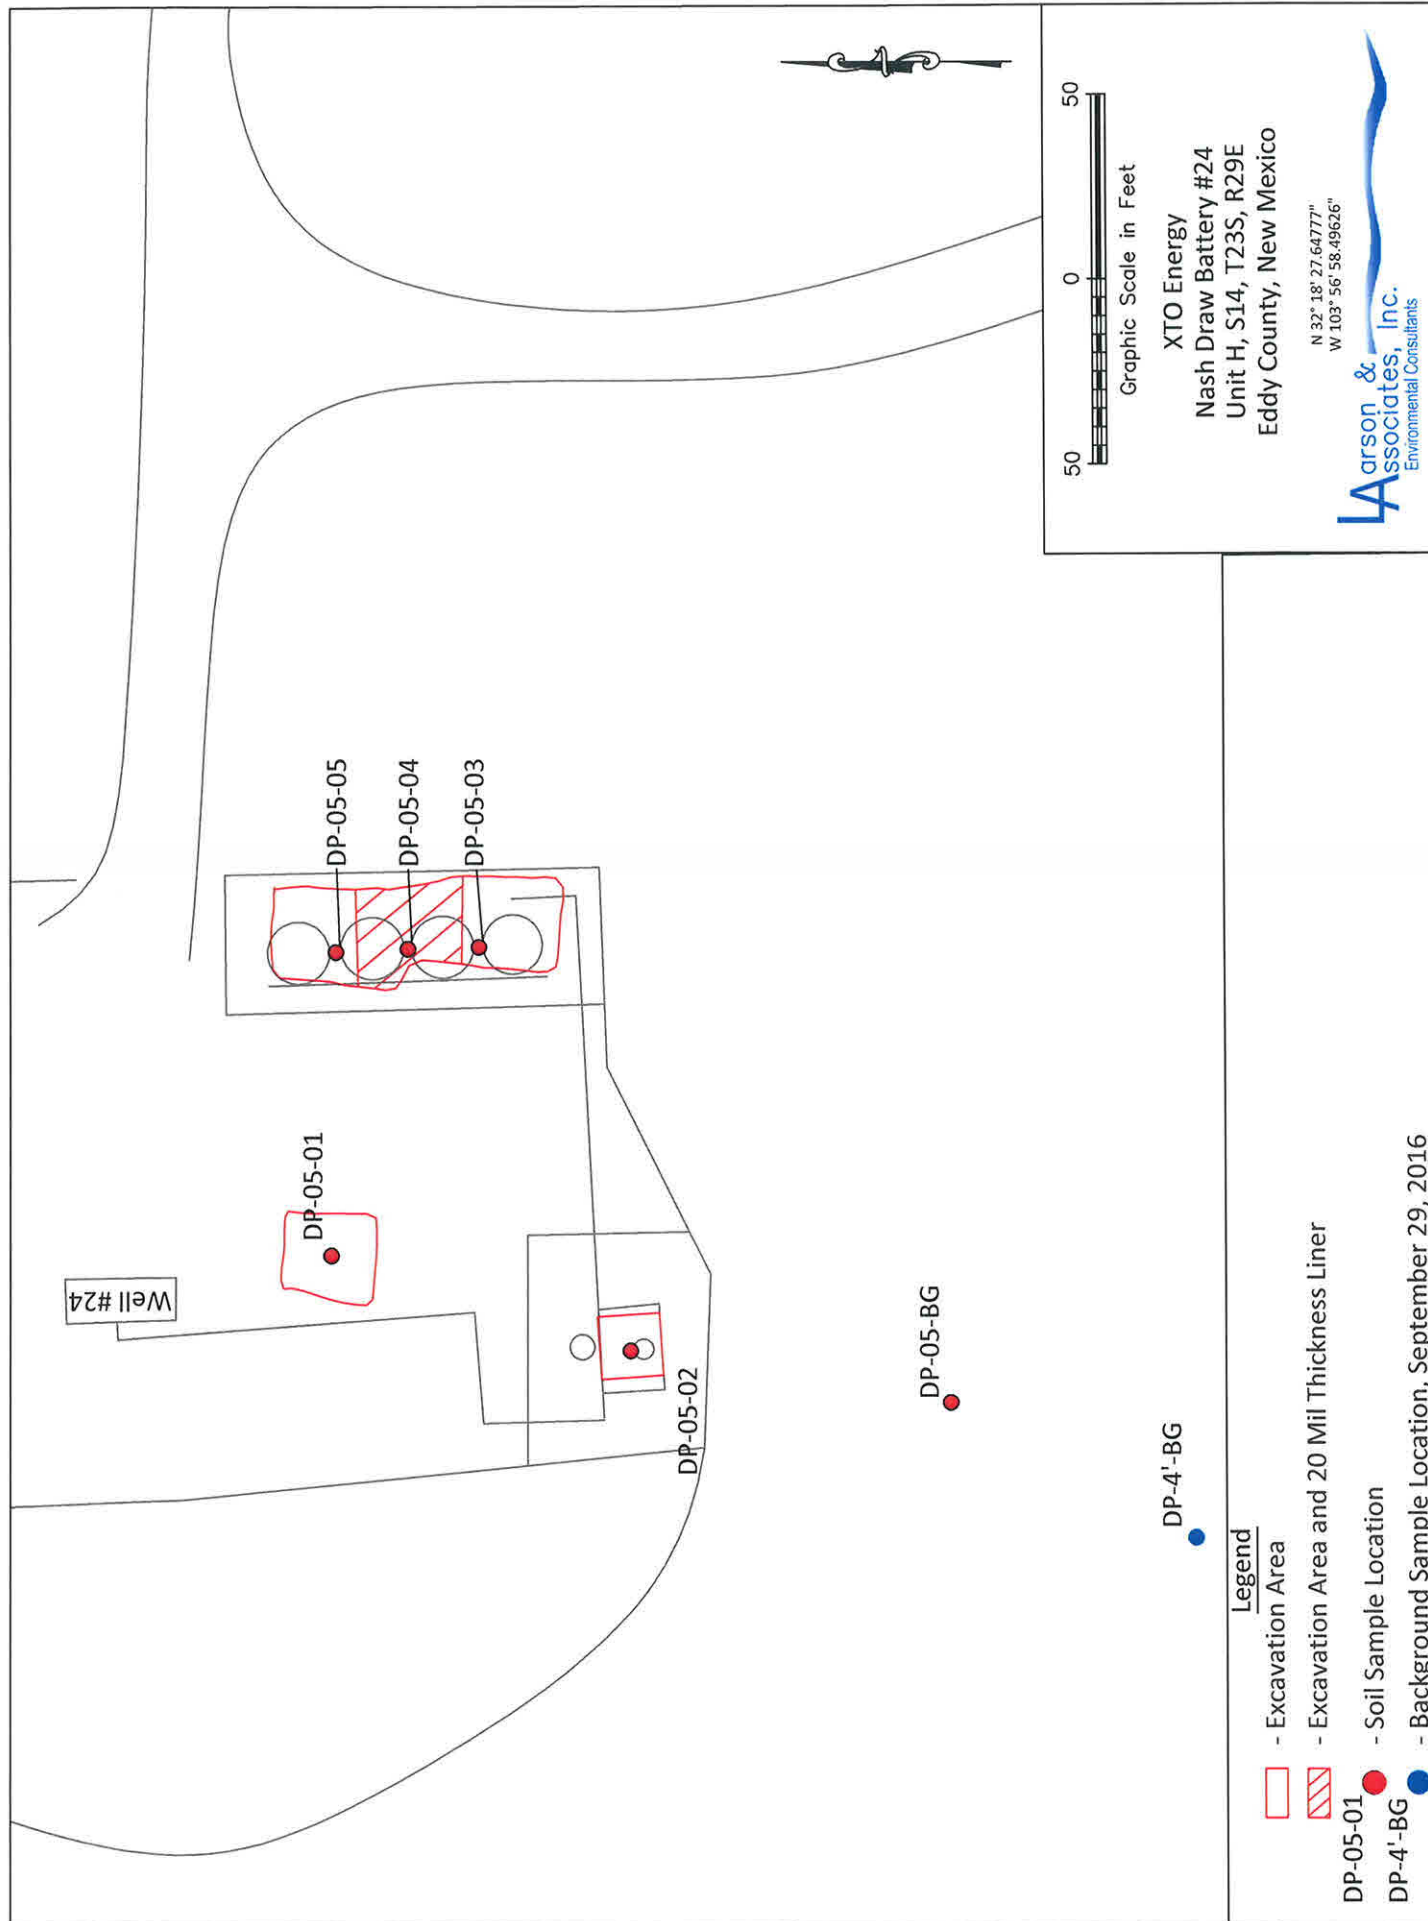 Well #24
DP-05-01
DP-05-05
DP-05-04
DP-05-03
DP-05-02
DP-05-BG
DP-4'-BG
Legend
- Excavation Area
- Excavation Area and 20 Mil Thickness Liner
DP-05-01
- Soil Sample Location
DP-4'-BG
- Background Sample Location, September 29, 2016
50 0 50
Graphic Scale in Feet
XTO Energy
Nash Draw Battery #24
Unit H, S14, T23S, R29E
Eddy County, New Mexico
N 32° 18' 27.64777"
W 103° 56' 58.49626"
Larson &
Associates, Inc.
Environmental Consultants